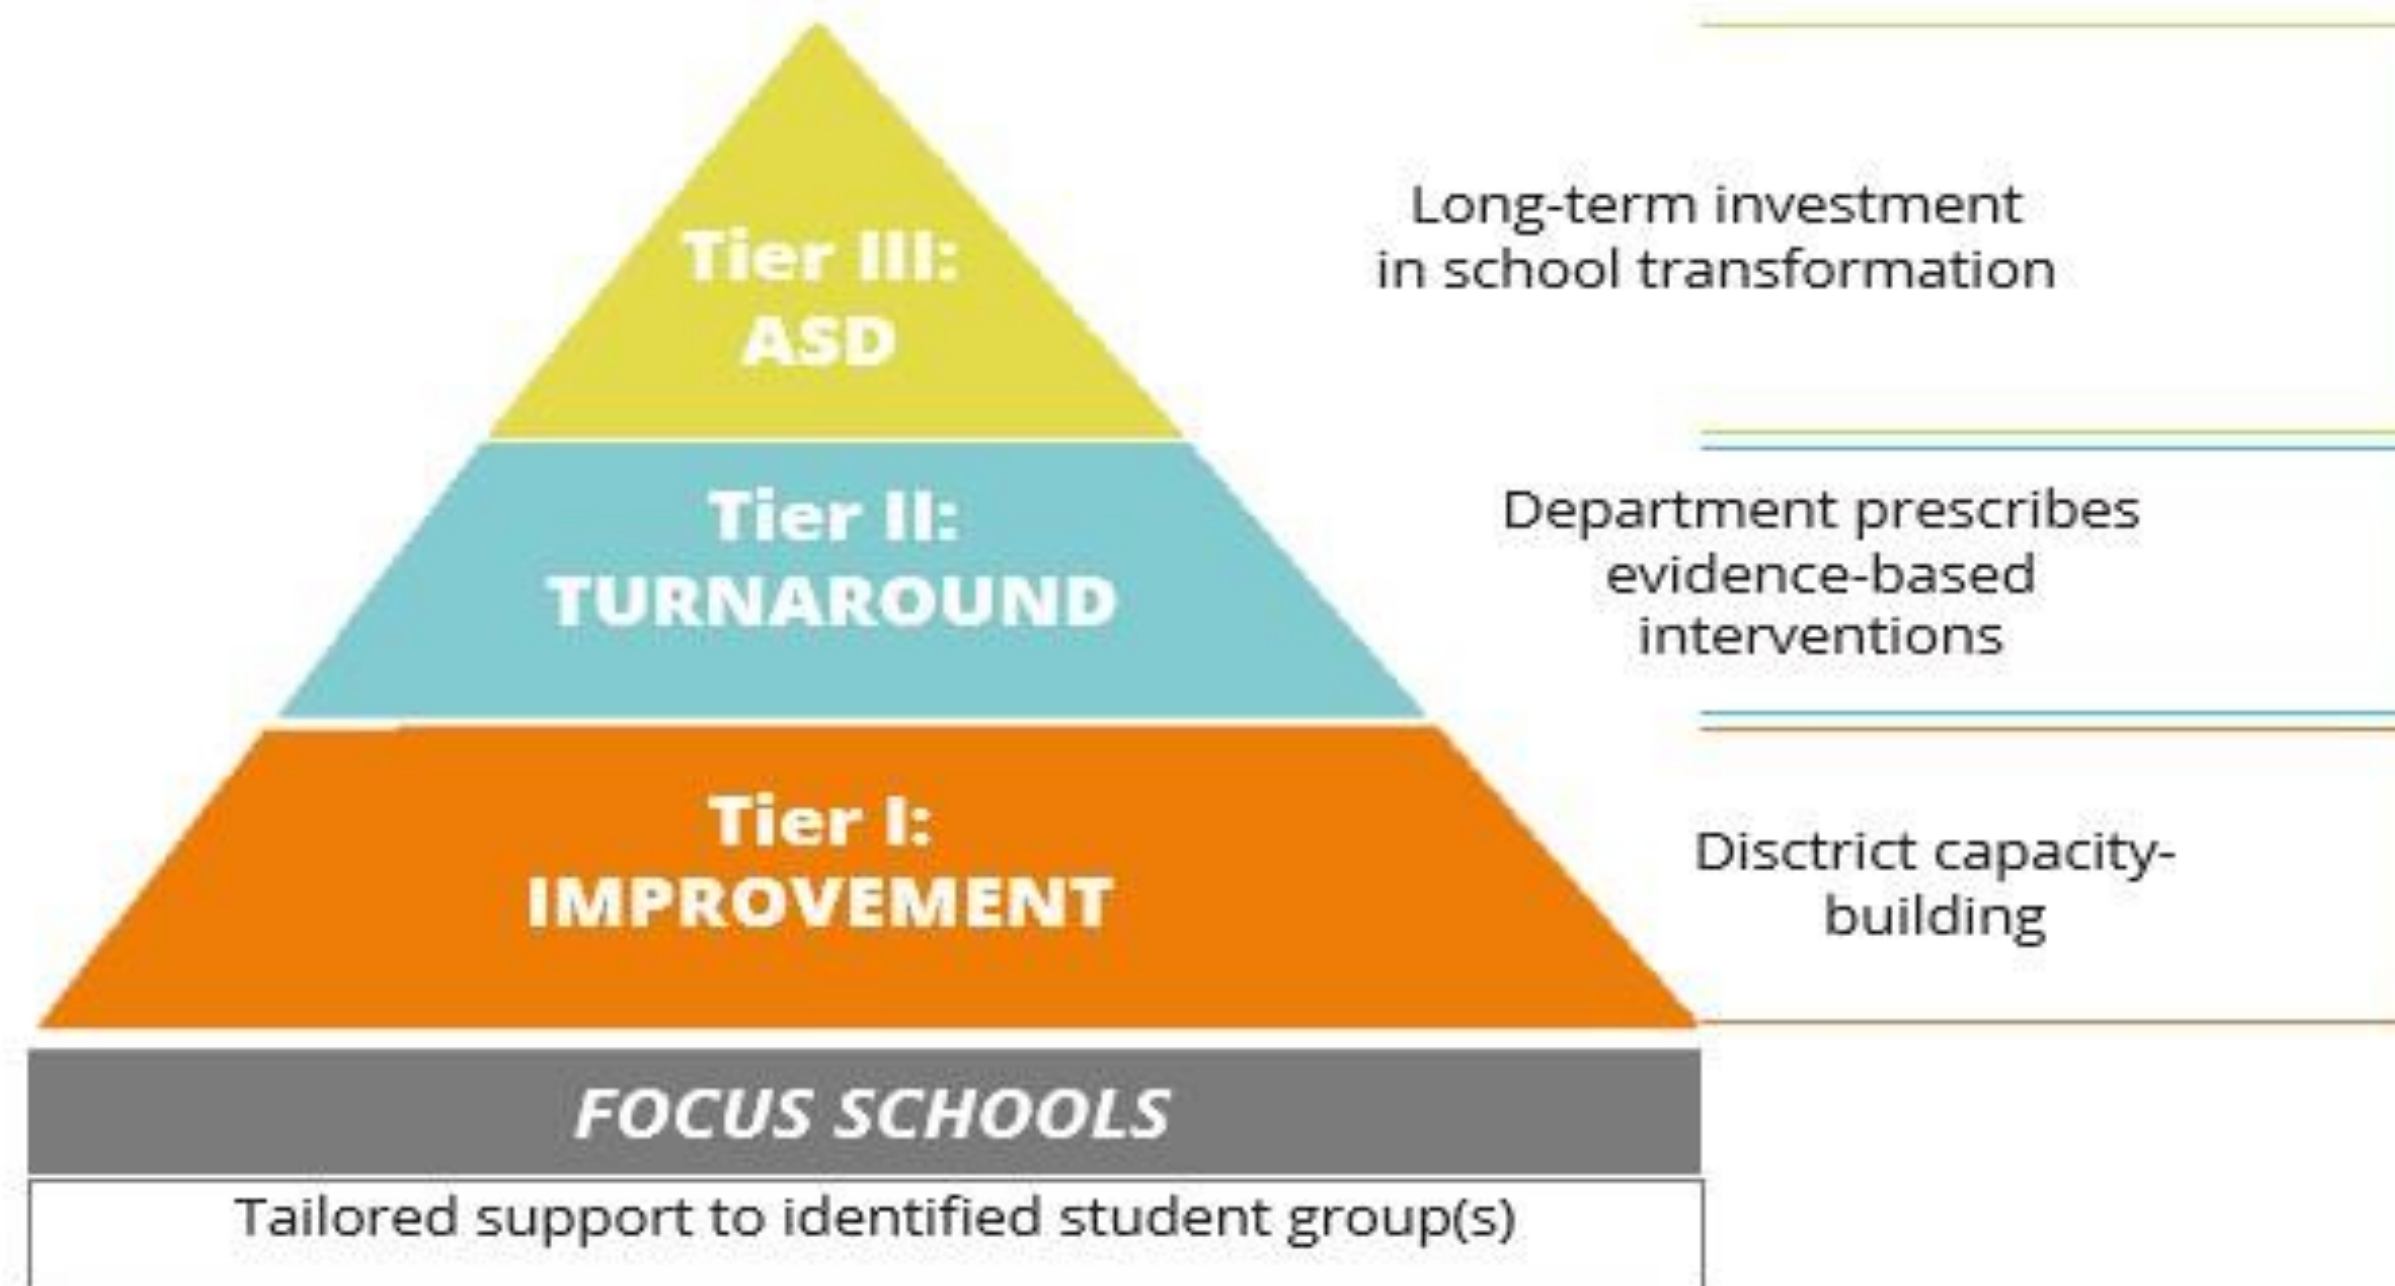 Tier III:
ASD
Long-term investment
in school transformation
Tier II:
TURNAROUND
Department prescribes
evidence-based
interventions
Tier I:
IMPROVEMENT
Disctrict capacity-
building
FOCUS SCHOOLS
Tailored support to identified student group(s)